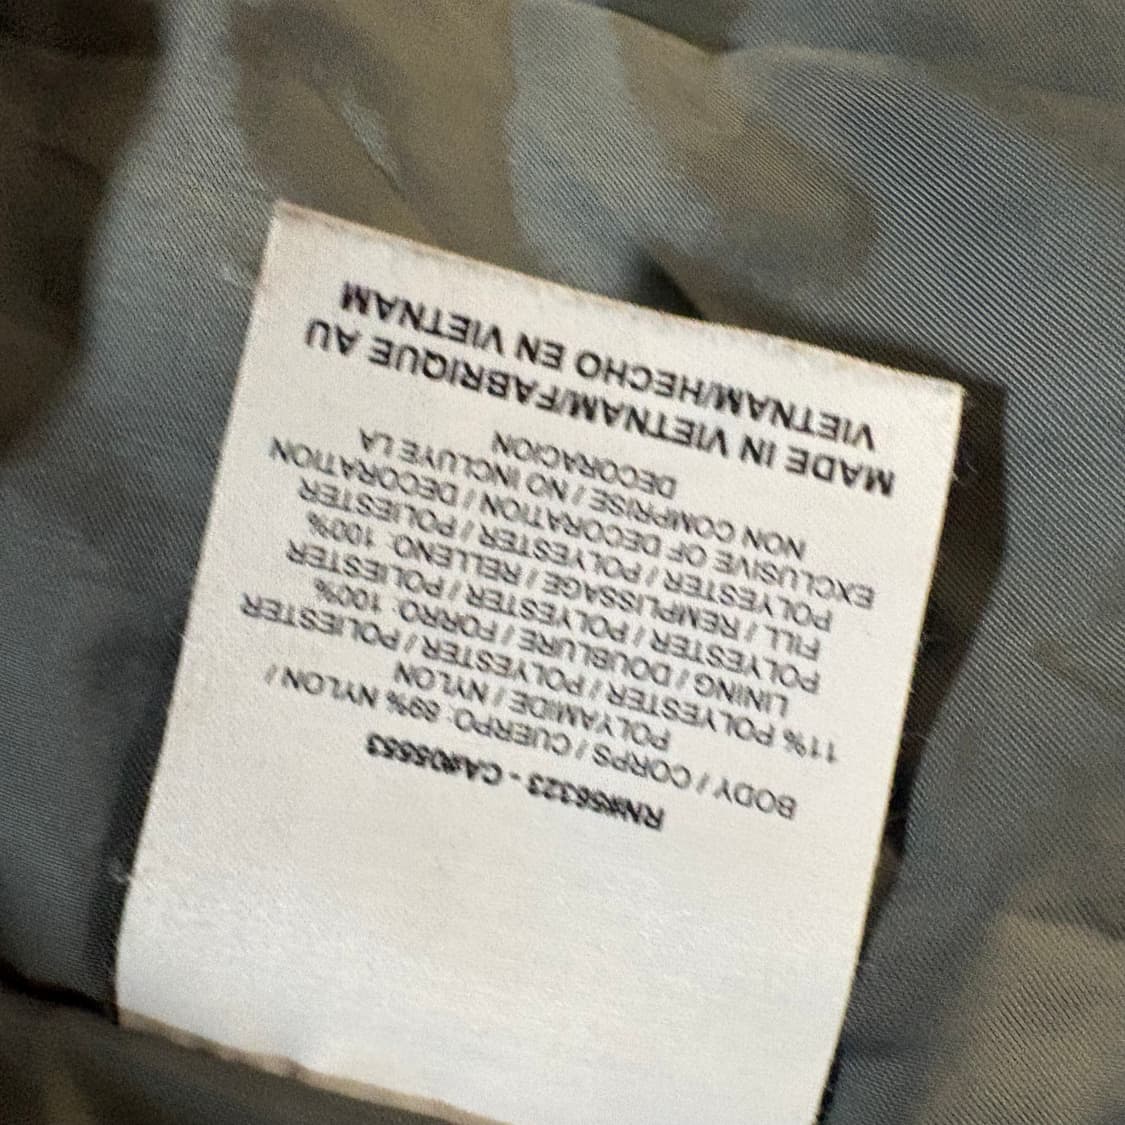 RN#56323 - CA#05553
BODY / CORPS / CUERPO: 89% NYLON /
POLYAMIDE / NYLON
11% POLYESTER / POLYESTER / POLIESTER
LINING / DOUBLURE / FORRO: 100%
POLYESTER / POLYESTER / POLIESTER
FILL / REMPLISSAGE / RELLENO: 100%
POLYESTER / POLYESTER / POLIESTER
EXCLUSIVE OF DECORATION / DECORATION
NON COMPRISE / NO INCLUYE LA
DECORACION
MADE IN VIETNAM/FABRIQUE AU
VIETNAM/HECHO EN VIETNAM